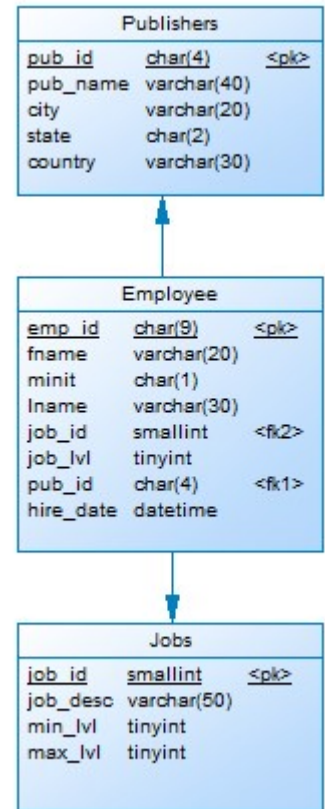 Publishers
pub_id char(4) <pk>
pub_name varchar(40)
city varchar(20)
state char(2)
country varchar(30)
Employee
emp_id char(9) <pk>
fname varchar(20)
minit char(1)
lname varchar(30)
job_id smallint <fk2>
job_lvl tinyint
pub_id char(4) <fk1>
hire_date datetime
Jobs
job_id smallint <pk>
job_desc varchar(50)
min_lvl tinyint
max_lvl tinyint